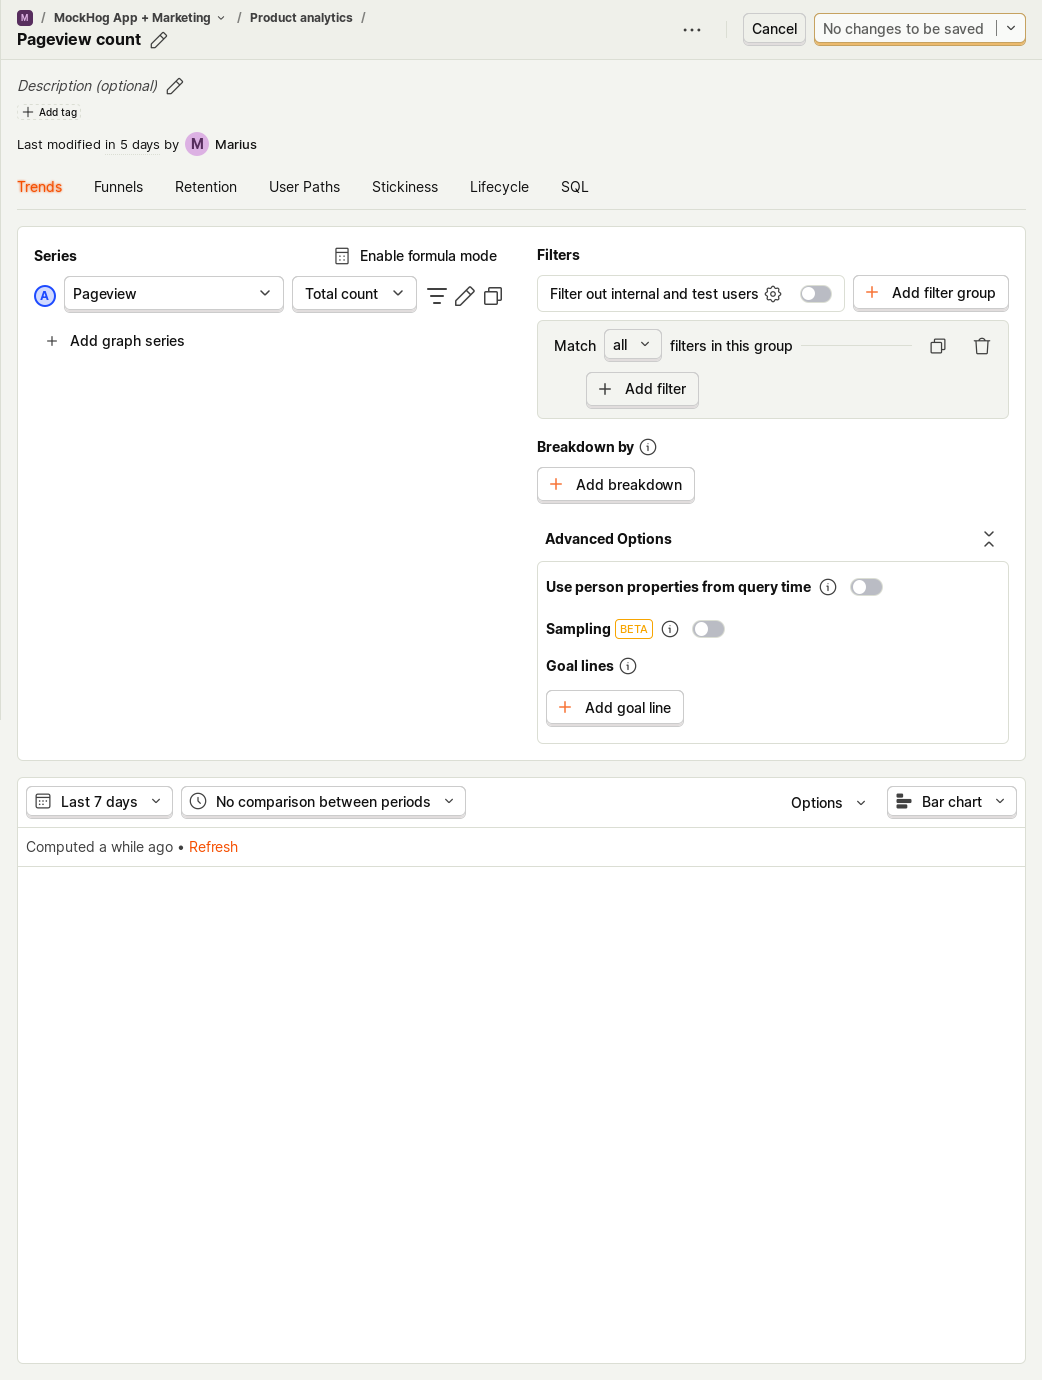 M / MockHog App + Marketing / Product analytics /
Pageview count
Cancel
No changes to be saved
Description (optional)
Add tag
Last modified in 5 days by M Marius
Trends Funnels Retention User Paths Stickiness Lifecycle SQL
Series
Enable formula mode
A Pageview Total count
Add graph series
Filters
Filter out internal and test users
Add filter group
Match all filters in this group
Add filter
Breakdown by
Add breakdown
Advanced Options
Use person properties from query time
Sampling BETA
Goal lines
Add goal line
Last 7 days No comparison between periods Options Bar chart
Computed a while ago • Refresh